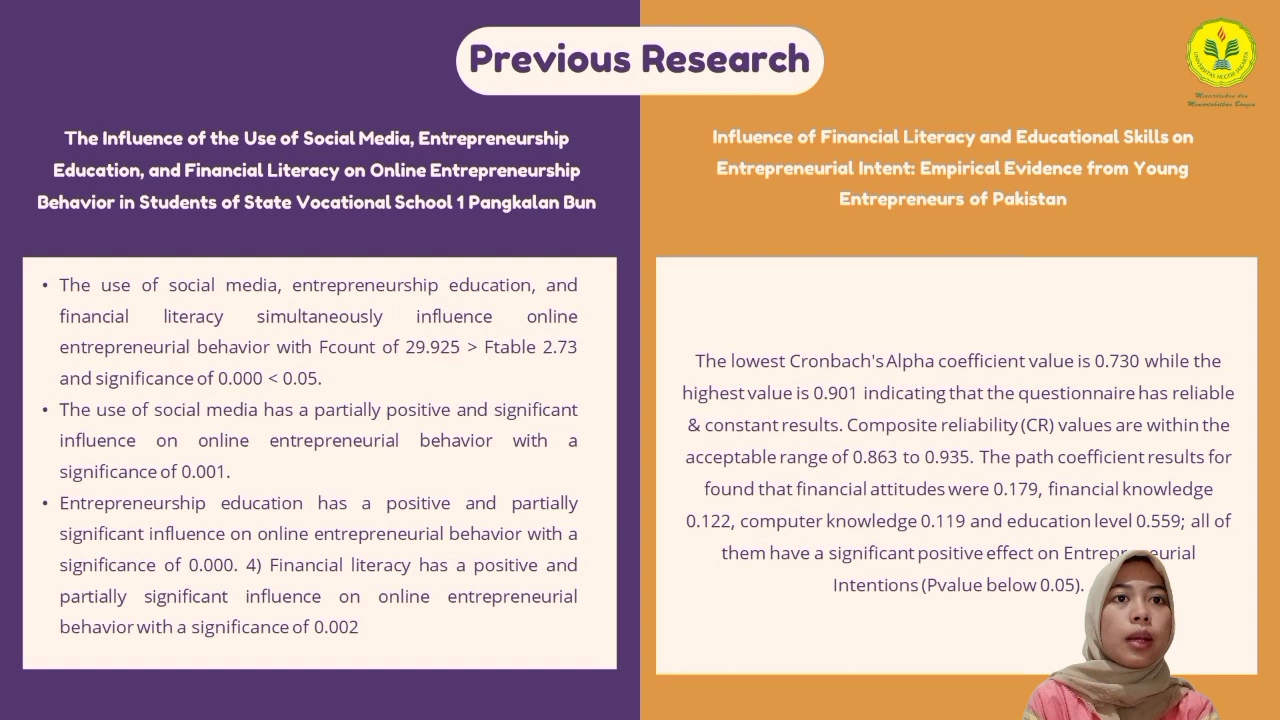 Previous Research
UNIVERSITAS NEGERI JAKARTA
Mencerdaskan dan
Memartabatkan Bangsa
The Influence of the Use of Social Media, Entrepreneurship
Education, and Financial Literacy on Online Entrepreneurship
Behavior in Students of State Vocational School 1 Pangkalan Bun
• The use of social media, entrepreneurship education, and
financial literacy simultaneously influence online
entrepreneurial behavior with Fcount of 29.925 > Ftable 2.73
and significance of 0.000 < 0.05.
• The use of social media has a partially positive and significant
influence on online entrepreneurial behavior with a
significance of 0.001.
• Entrepreneurship education has a positive and partially
significant influence on online entrepreneurial behavior with a
significance of 0.000. 4) Financial literacy has a positive and
partially significant influence on online entrepreneurial
behavior with a significance of 0.002
Influence of Financial Literacy and Educational Skills on
Entrepreneurial Intent: Empirical Evidence from Young
Entrepreneurs of Pakistan
The lowest Cronbach's Alpha coefficient value is 0.730 while the
highest value is 0.901 indicating that the questionnaire has reliable
& constant results. Composite reliability (CR) values are within the
acceptable range of 0.863 to 0.935. The path coefficient results for
found that financial attitudes were 0.179, financial knowledge
0.122, computer knowledge 0.119 and education level 0.559; all of
them have a significant positive effect on Entrepreneurial
Intentions (Pvalue below 0.05).